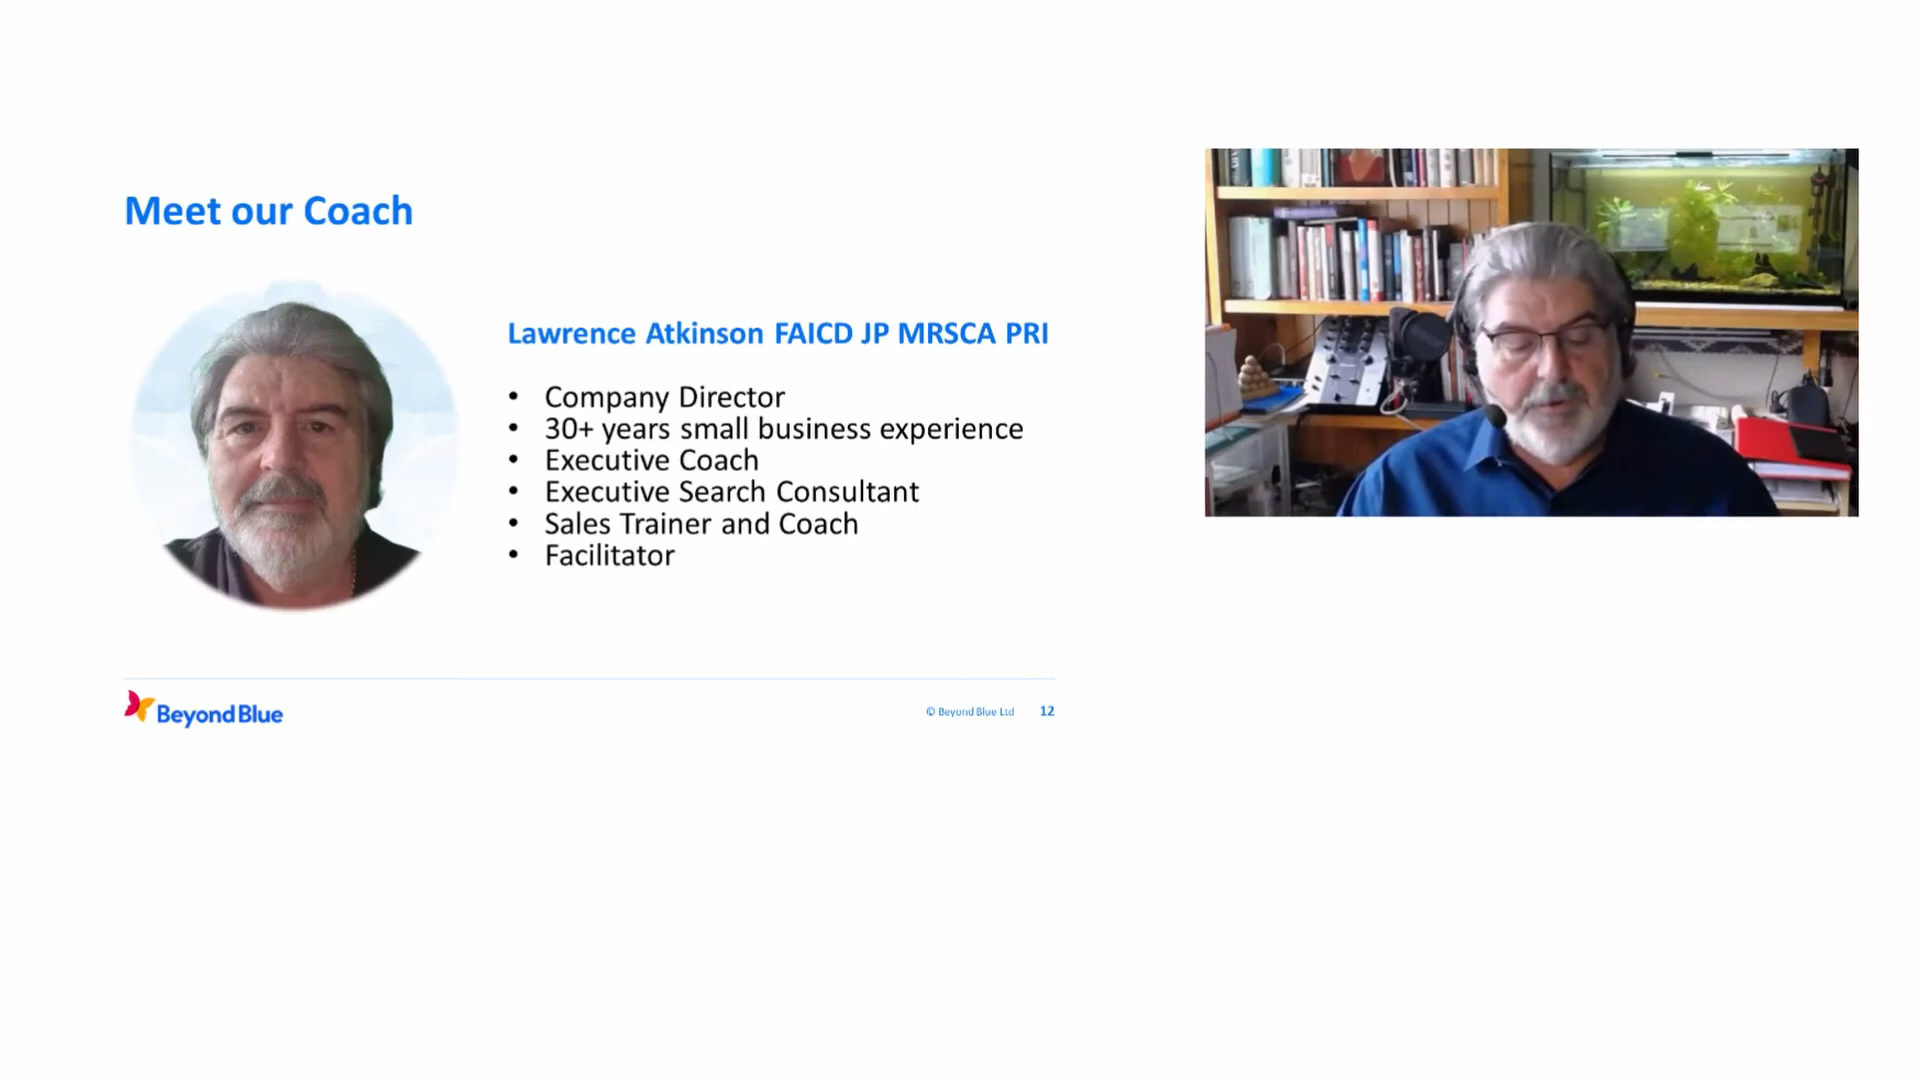 Meet our Coach
Lawrence Atkinson FAICD JP MRSCA PRI
• Company Director
• 30+ years small business experience
• Executive Coach
• Executive Search Consultant
• Sales Trainer and Coach
• Facilitator
Beyond Blue
© Beyond Blue Ltd 12